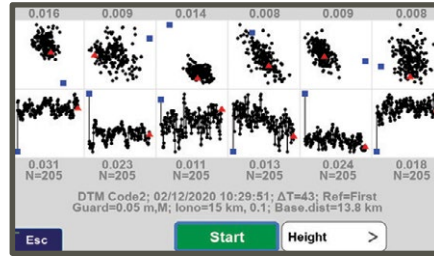 0.016 0.009 0.014 0.008 0.009 0.008
0.031 0.023 0.011 0.013 0.024 0.018
N=205 N=205 N=205 N=205 N=205 N=205
DTM Code2; 02/12/2020 10:29:51; ΔT=43; Ref=First
Guard=0.05 m,M; Iono=15 km, 0.1; Base.dist=13.8 km
Esc Start Height >